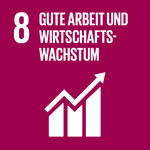 8 GUTE ARBEIT UND
WIRTSCHAFTS-
WACHSTUM